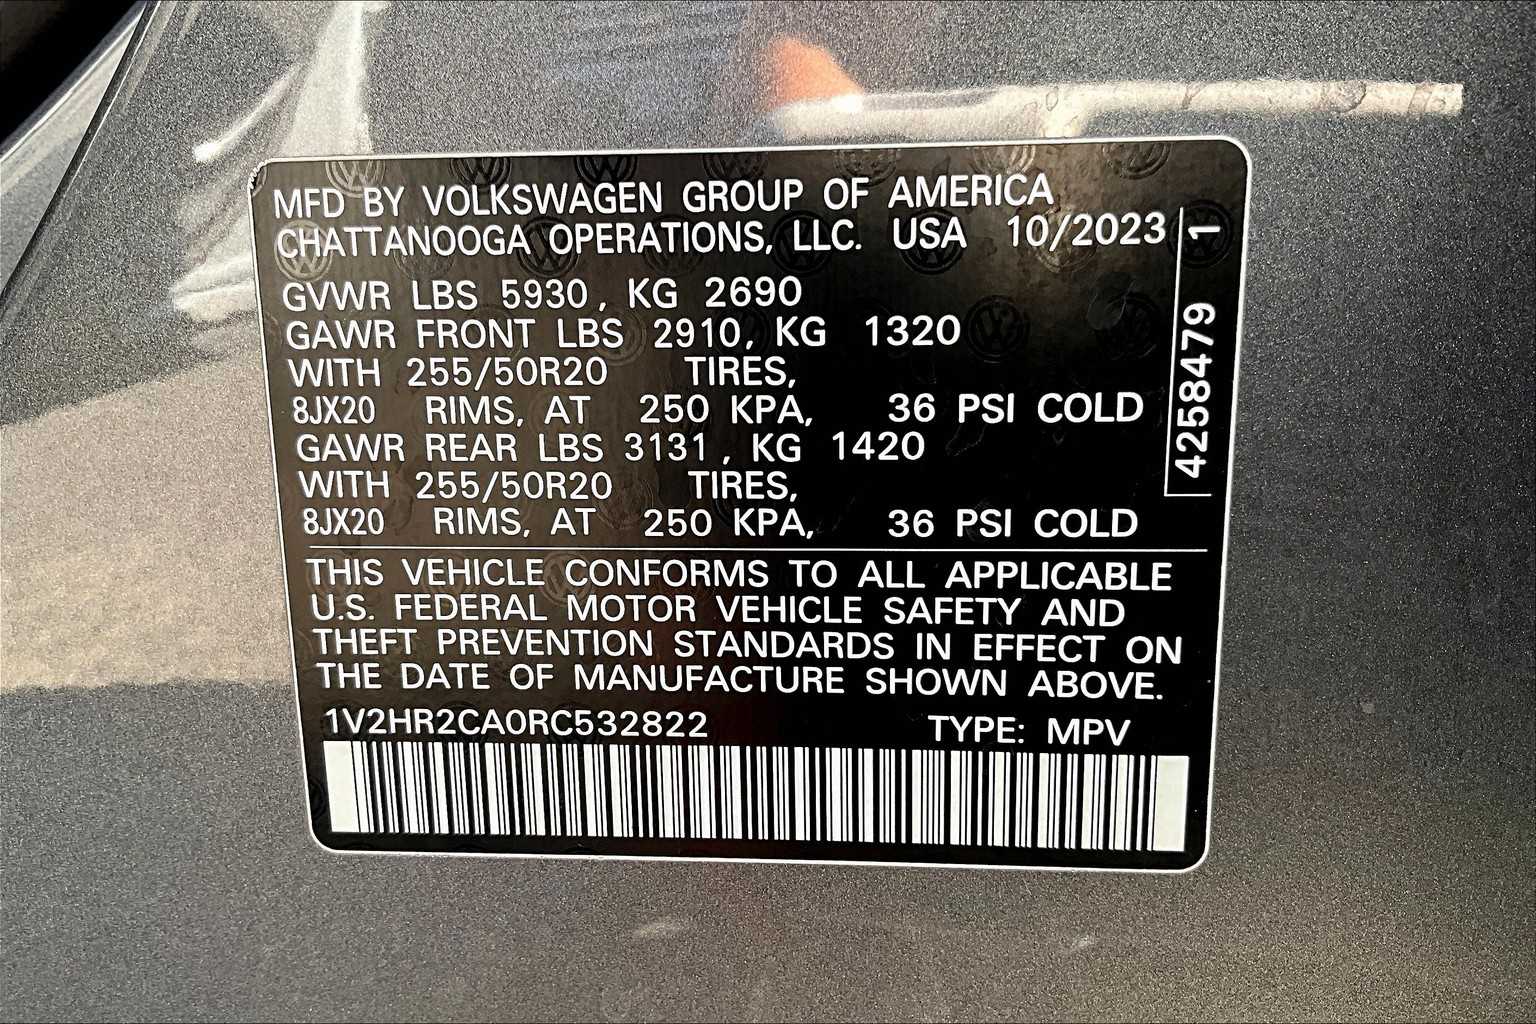 MFD BY VOLKSWAGEN GROUP OF AMERICA
CHATTANOOGA OPERATIONS, LLC. USA 10/2023
GVWR LBS 5930, KG 2690
GAWR FRONT LBS 2910, KG 1320
WITH 255/50R20 TIRES,
8JX20 RIMS, AT 250 KPA, 36 PSI COLD
GAWR REAR LBS 3131, KG 1420
WITH 255/50R20 TIRES,
8JX20 RIMS, AT 250 KPA, 36 PSI COLD
THIS VEHICLE CONFORMS TO ALL APPLICABLE
U.S. FEDERAL MOTOR VEHICLE SAFETY AND
THEFT PREVENTION STANDARDS IN EFFECT ON
THE DATE OF MANUFACTURE SHOWN ABOVE.
1V2HR2CA0RC532822 TYPE: MPV
4258479 1